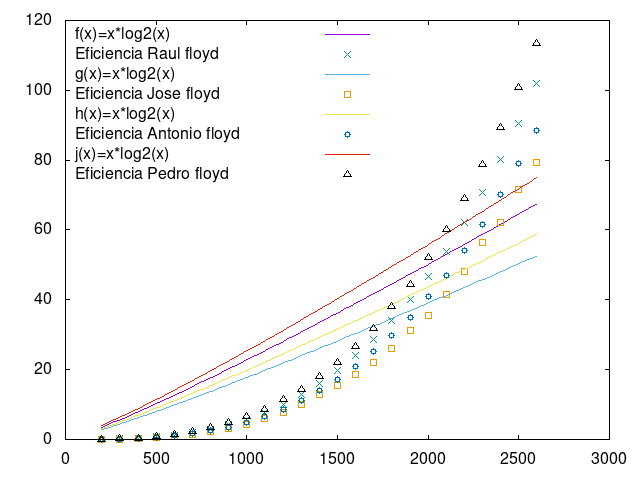 120
100
80
60
40
20
0
f(x)=x*log2(x)
Eficiencia Raul floyd
g(x)=x*log2(x)
Eficiencia Jose floyd
h(x)=x*log2(x)
Eficiencia Antonio floyd
j(x)=x*log2(x)
Eficiencia Pedro floyd
0 500 1000 1500 2000 2500 3000